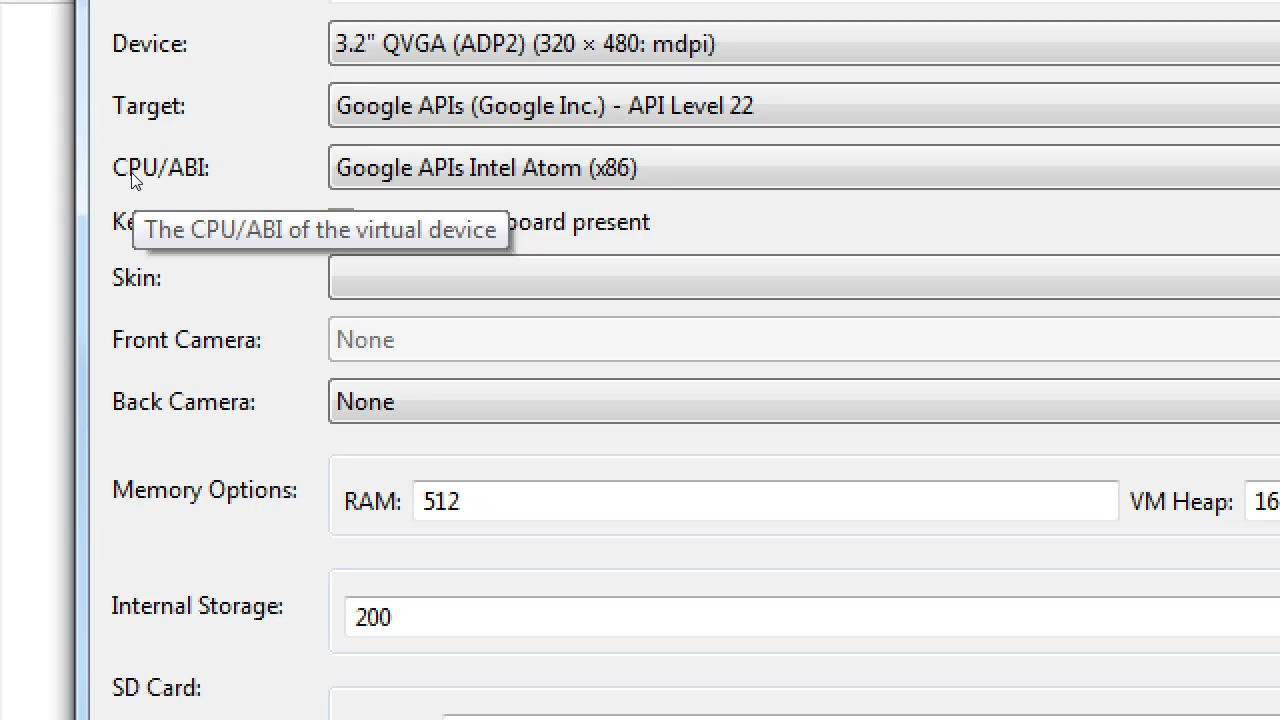 Device: 3.2" QVGA (ADP2) (320 × 480: mdpi)
Target: Google APIs (Google Inc.) - API Level 22
CPU/ABI: Google APIs Intel Atom (x86)
The CPU/ABI of the virtual device
present
Skin:
Front Camera: None
Back Camera: None
Memory Options: RAM: 512 VM Heap: 16
Internal Storage: 200
SD Card: